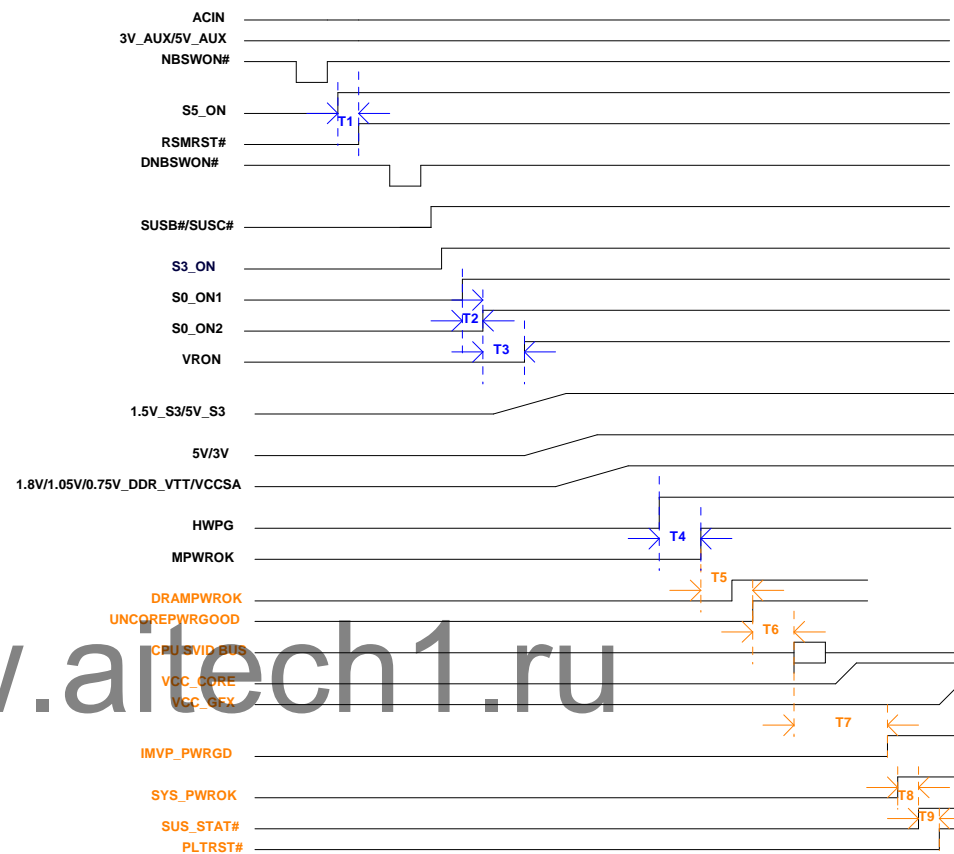 ACIN
3V_AUX/5V_AUX
NBSWON#
S5_ON
T1
RSMRST#
DNBSWON#
SUSB#/SUSC#
S3_ON
S0_ON1
T2
S0_ON2
T3
VRON
1.5V_S3/5V_S3
5V/3V
1.8V/1.05V/0.75V_DDR_VTT/VCCSA
HWPG
T4
MPWROK
T5
DRAMPWROK
UNCOREPWRGOOD
T6
CPU SVID BUS
w.aitech1.ru
VCC_CORE
VCC_GFX
T7
IMVP_PWRGD
SYS_PWROK
T8
SUS_STAT#
T9
PLTRST#